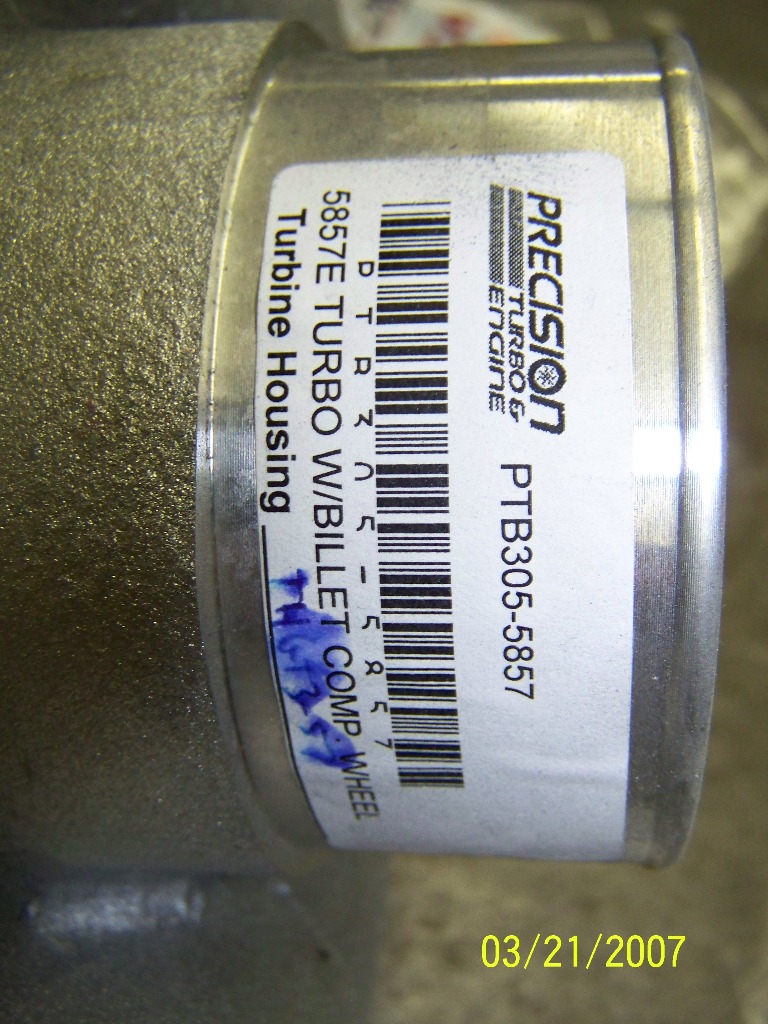 PRECISION
TURBO &
ENGINE
PTB305-5857
PTB305-5857
5857E TURBO W/BILLET COMP WHEEL
Turbine Housing
03/21/2007